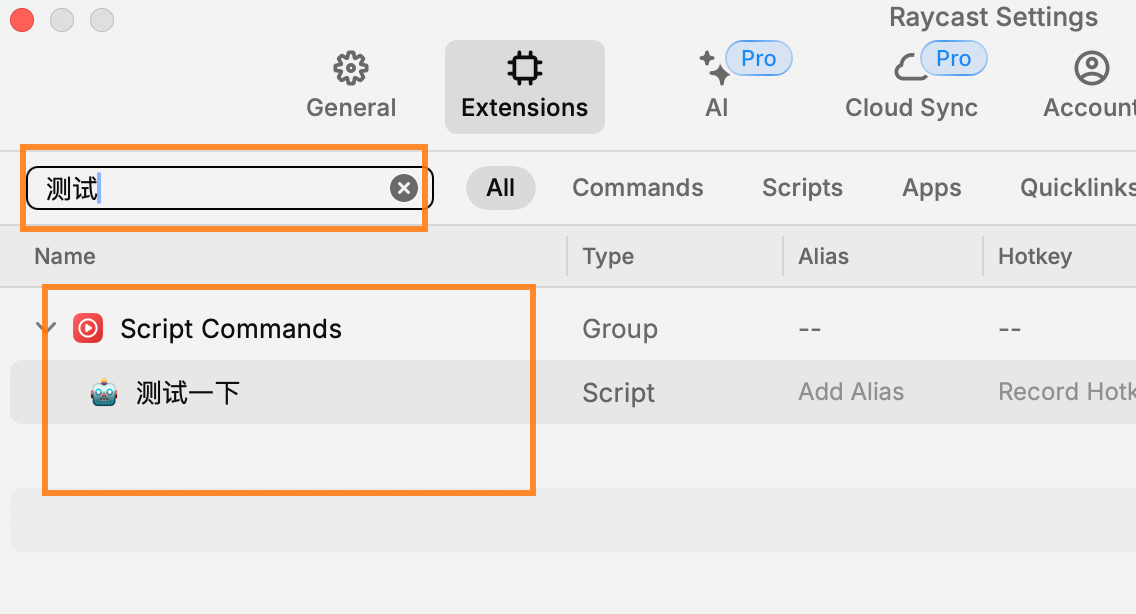 Raycast Settings
General
Extensions
Pro
AI
Pro
Cloud Sync
Account
测试
All
Commands
Scripts
Apps
Quicklinks
Name
Type
Alias
Hotkey
Script Commands
Group
--
--
测试一下
Script
Add Alias
Record Hotk